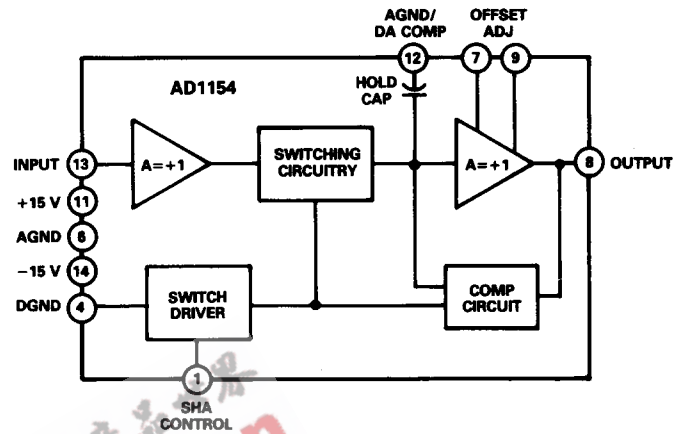 AGND/
DA COMP
OFFSET
ADJ
12
7
9
AD1154
HOLD
CAP
INPUT
13
A=+1
SWITCHING
CIRCUITRY
A=+1
8
OUTPUT
+15 V
11
AGND
6
-15 V
14
DGND
4
SWITCH
DRIVER
COMP
CIRCUIT
1
SHA
CONTROL